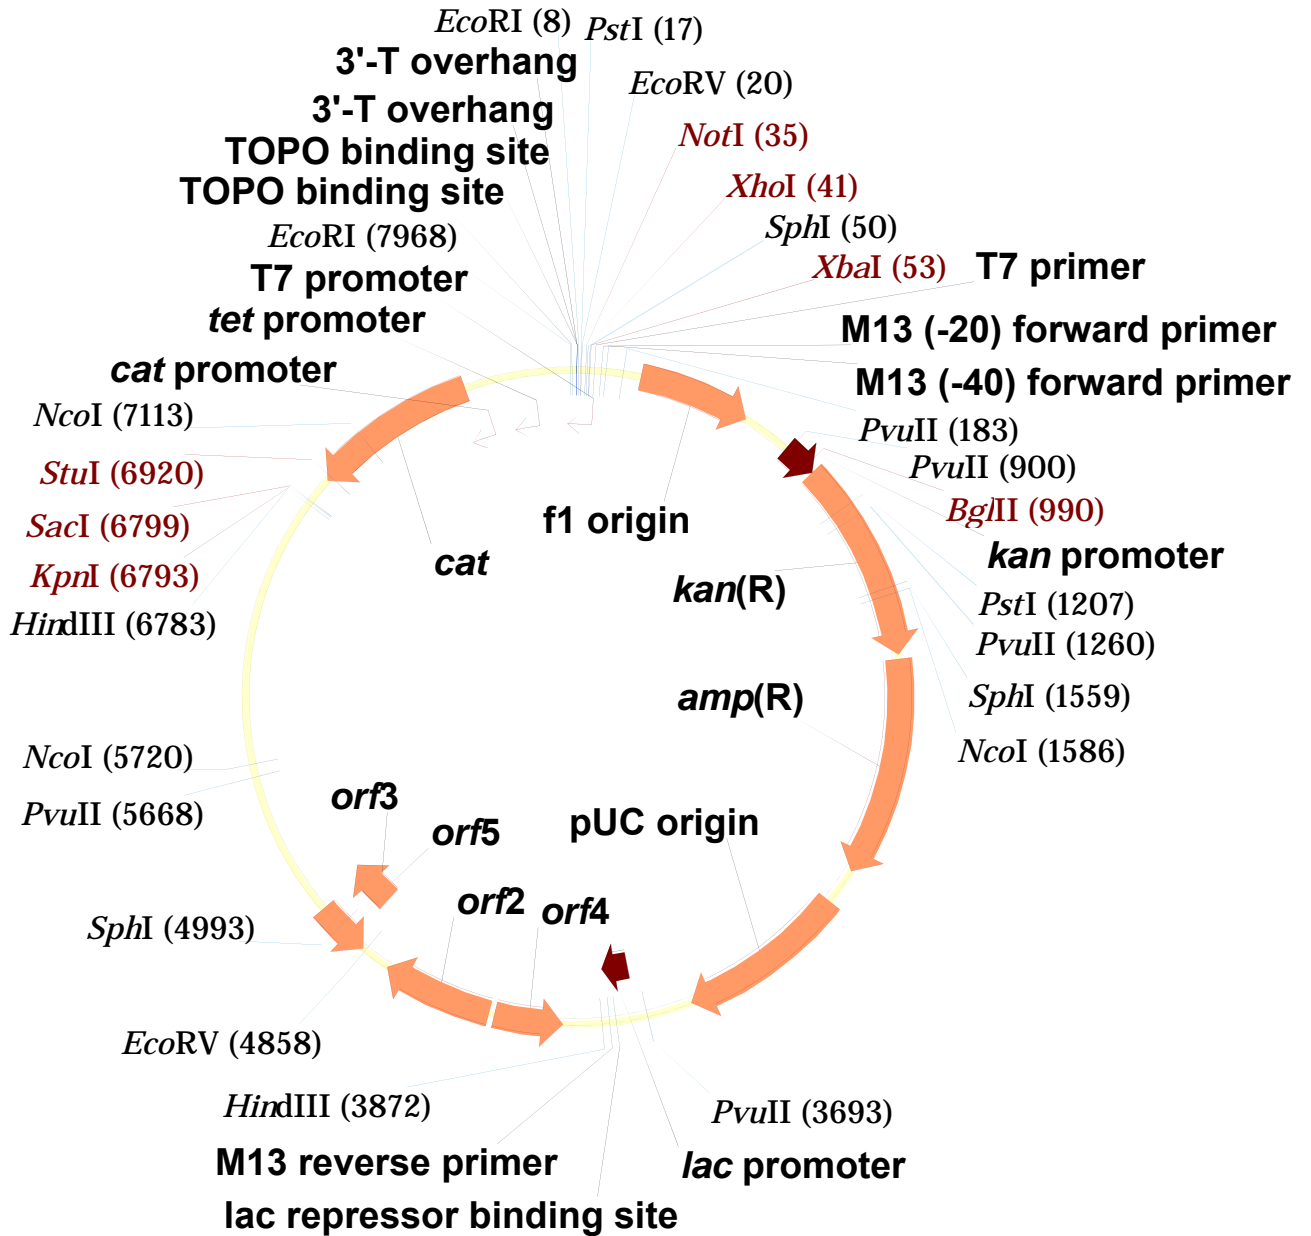 EcoRI (8)
PstI (17)
3'-T overhang
EcoRV (20)
3'-T overhang
NotI (35)
TOPO binding site
TOPO binding site
XhoI (41)
SphI (50)
EcoRI (7968)
XbaI (53)
T7 primer
T7 promoter
tet promoter
M13 (-20) forward primer
cat promoter
M13 (-40) forward primer
NcoI (7113)
PvuII (183)
PvuII (900)
StuI (6920)
BglII (990)
SacI (6799)
f1 origin
kan promoter
cat
KpnI (6793)
kan(R)
PstI (1207)
HindIII (6783)
PvuII (1260)
amp(R)
SphI (1559)
NcoI (1586)
NcoI (5720)
orf3
PvuII (5668)
orf5
pUC origin
orf2
orf4
SphI (4993)
EcoRV (4858)
HindIII (3872)
PvuII (3693)
M13 reverse primer
lac promoter
lac repressor binding site